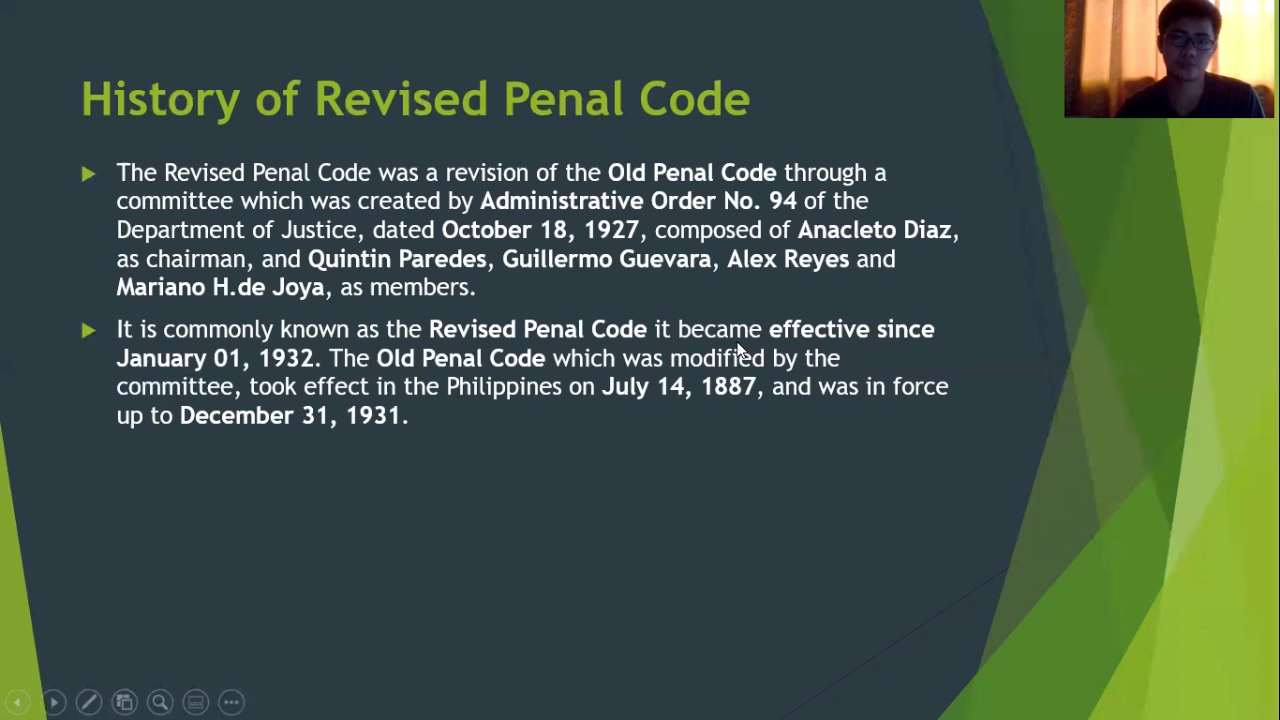 History of Revised Penal Code
The Revised Penal Code was a revision of the Old Penal Code through a
committee which was created by Administrative Order No. 94 of the
Department of Justice, dated October 18, 1927, composed of Anacleto Diaz,
as chairman, and Quintin Paredes, Guillermo Guevara, Alex Reyes and
Mariano H.de Joya, as members.
It is commonly known as the Revised Penal Code it became effective since
January 01, 1932. The Old Penal Code which was modified by the
committee, took effect in the Philippines on July 14, 1887, and was in force
up to December 31, 1931.